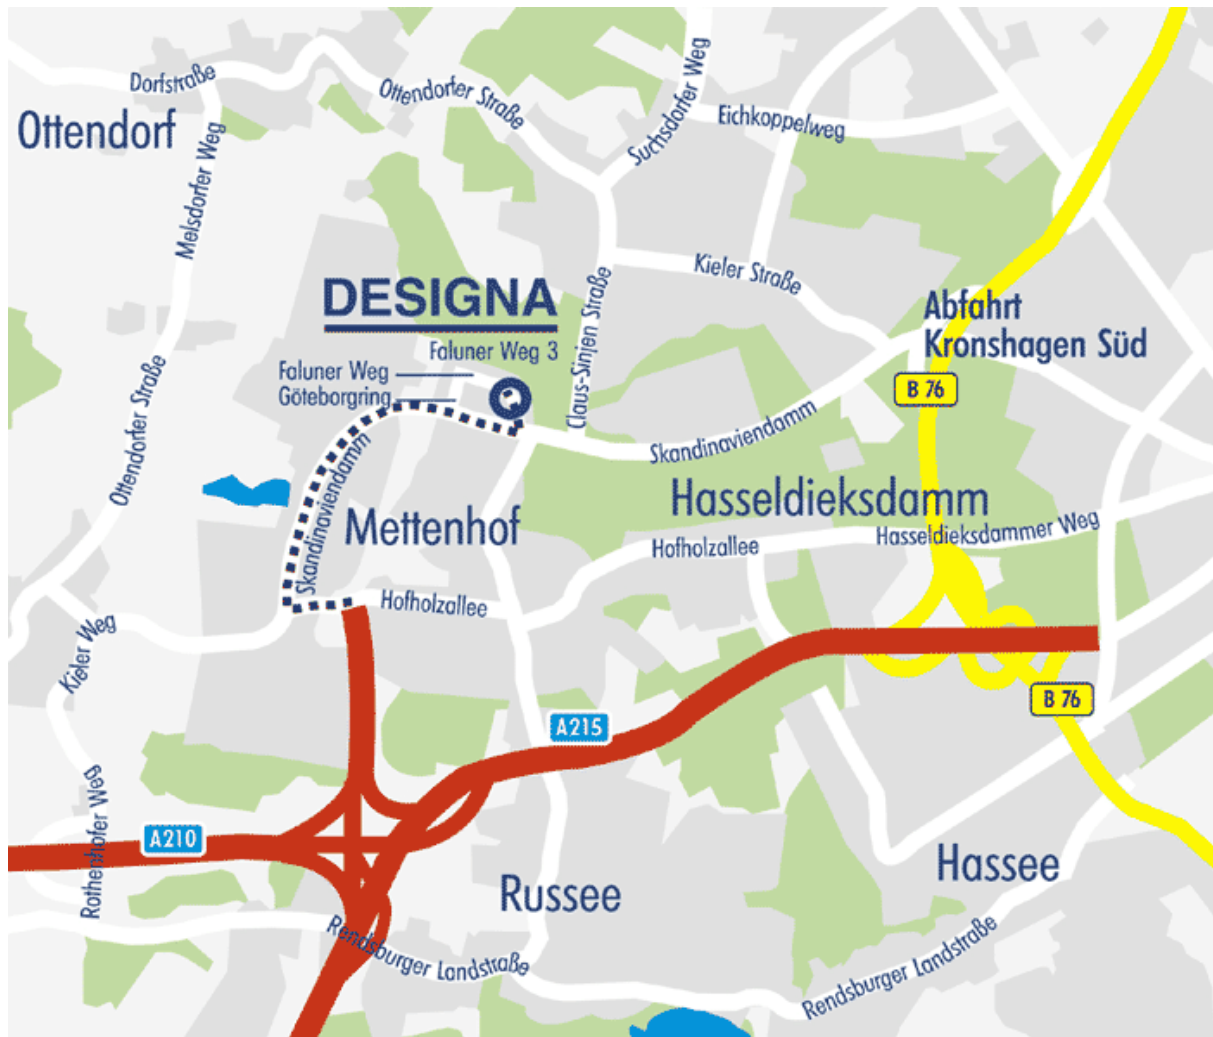 Dorfstraße
Ottendorf
Melsdorfer Weg
Ottendorfer Straße
Suchsdorfer Weg
Eichkoppelweg
Kieler Straße
DESIGNA
Faluner Weg 3
Faluner Weg
Göteborgring
Claus-Sinjen Straße
Abfahrt
Kronshagen Süd
B 76
Ottendorfer Straße
Skandinaviendamm
Skandinaviendamm
Mettenhof
Hasseldieksdamm
Hofholzallee
Hasseldieksdammer Weg
Hofholzallee
Kieler Weg
B 76
A215
A210
Rothenhofer Weg
Russee
Hassee
Rendsburger Landstraße
Rendsburger Landstraße